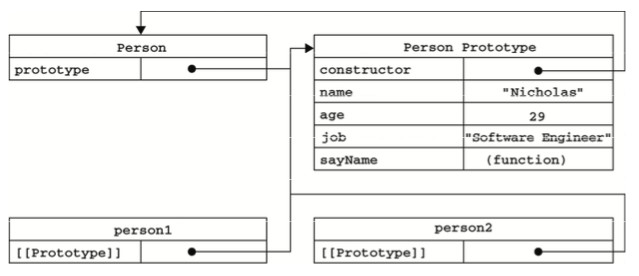 Person
prototype
Person Prototype
constructor
name "Nicholas"
age 29
job "Software Engineer"
sayName (function)
person1
[[Prototype]]
person2
[[Prototype]]